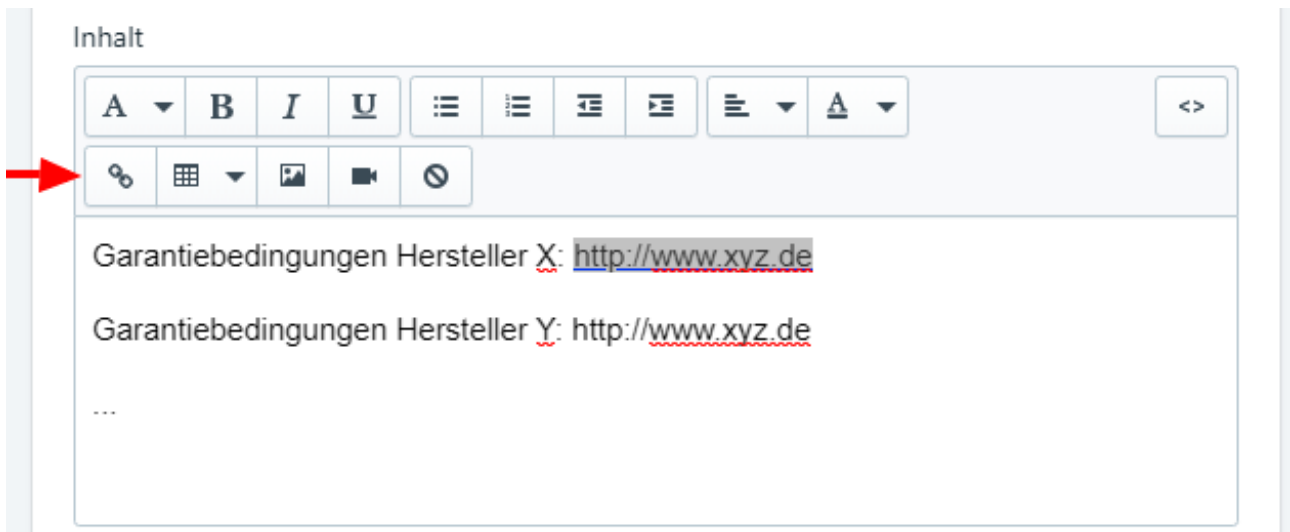 Inhalt
A B I U A <>
Garantiebedingungen Hersteller X: http://www.xyz.de
Garantiebedingungen Hersteller Y: http://www.xyz.de
...